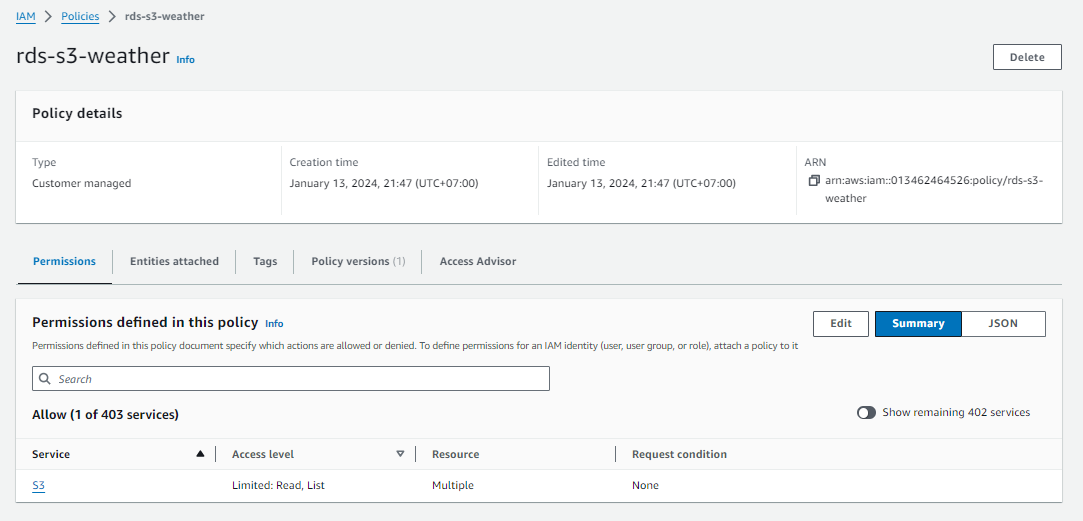 IAM > Policies > rds-s3-weather
rds-s3-weather Info
Delete
Policy details
Type
Customer managed
Creation time
January 13, 2024, 21:47 (UTC+07:00)
Edited time
January 13, 2024, 21:47 (UTC+07:00)
ARN
arn:aws:iam::013462464526:policy/rds-s3-
weather
Permissions
Entities attached
Tags
Policy versions (1)
Access Advisor
Permissions defined in this policy Info
Permissions defined in this policy document specify which actions are allowed or denied. To define permissions for an IAM identity (user, user group, or role), attach a policy to it
Edit
Summary
JSON
Search
Allow (1 of 403 services)
Show remaining 402 services
Service Access level Resource Request condition
S3 Limited: Read, List Multiple None